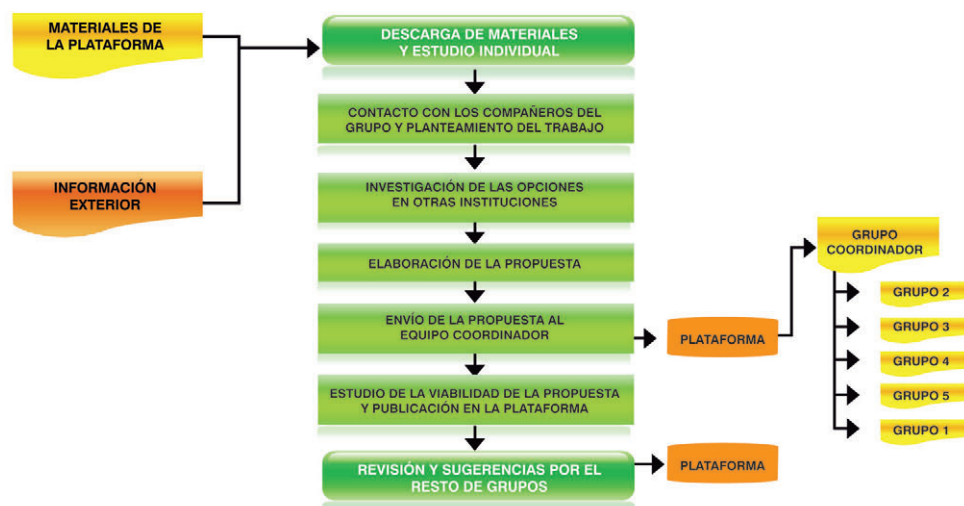 MATERIALES DE
LA PLATAFORMA
INFORMACIÓN
EXTERIOR
DESCARGA DE MATERIALES
Y ESTUDIO INDIVIDUAL
CONTACTO CON LOS COMPAÑEROS DEL
GRUPO Y PLANTEAMIENTO DEL TRABAJO
INVESTIGACIÓN DE LAS OPCIONES
EN OTRAS INSTITUCIONES
ELABORACIÓN DE LA PROPUESTA
ENVÍO DE LA PROPUESTA AL
EQUIPO COORDINADOR
ESTUDIO DE LA VIABILIDAD DE LA PROPUESTA
Y PUBLICACIÓN EN LA PLATAFORMA
REVISIÓN Y SUGERENCIAS POR EL
RESTO DE GRUPOS
PLATAFORMA
PLATAFORMA
GRUPO
COORDINADOR
GRUPO 2
GRUPO 3
GRUPO 4
GRUPO 5
GRUPO 1